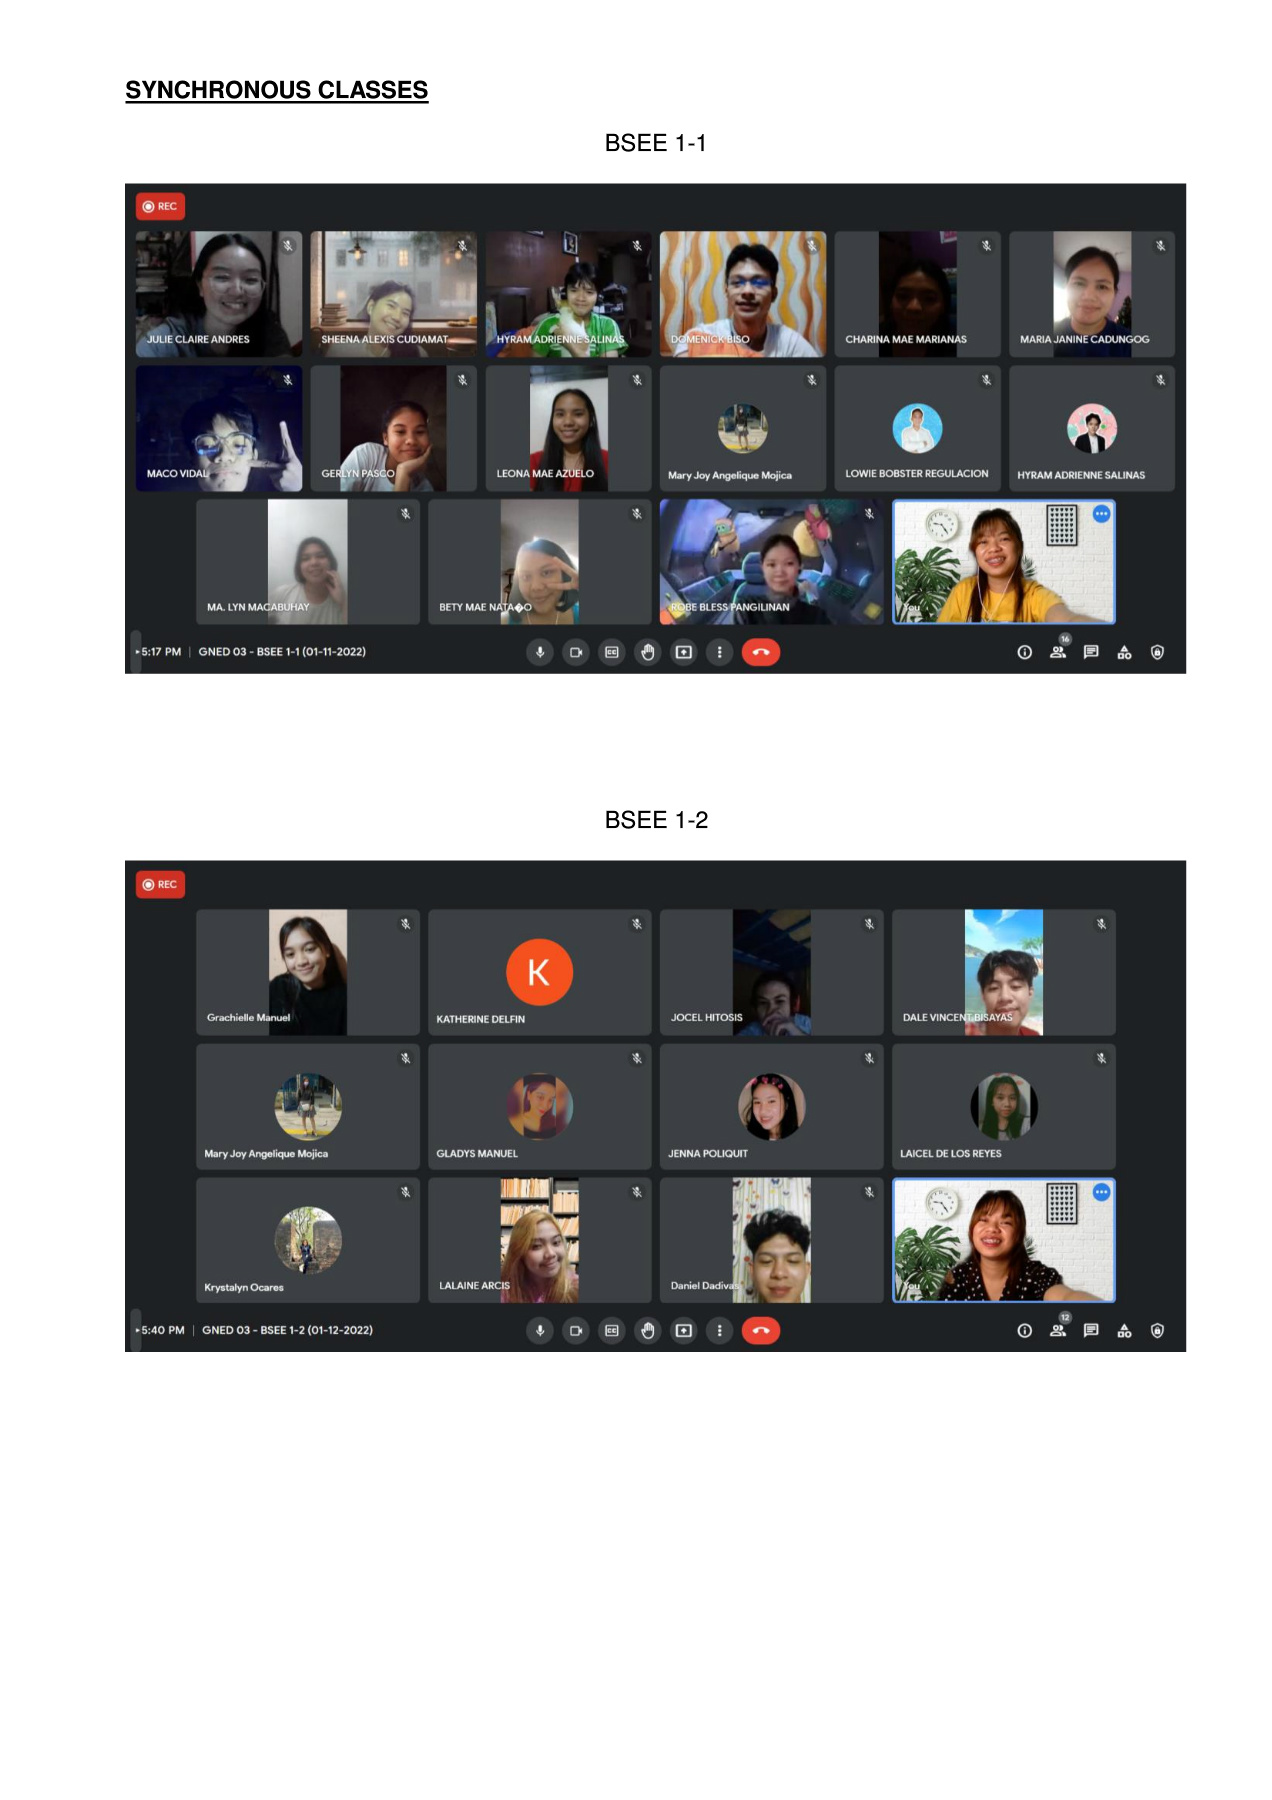 SYNCHRONOUS CLASSES
BSEE 1-1
REC
JULIE CLAIRE ANDRES
SHEENA ALEXIS CUDIAMAT
HYRAM ADRIENNE SALINAS
DOMENICK BISO
CHARINA MAE MARIANAS
MARIA JANINE CADUNGOG
MACO VIDAL
GERLYN PASCO
LEONA MAE AZUELO
Mary Joy Angelique Mojica
LOWIE BOBSTER REGULACION
HYRAM ADRIENNE SALINAS
MA. LYN MACABUHAY
BETY MAE NATA�O
ROBE BLESS PANGILINAN
You
5:17 PM | GNED 03 - BSEE 1-1 (01-11-2022)
CC
16
BSEE 1-2
REC
Grachielle Manuel
K
KATHERINE DELFIN
JOCEL HITOSIS
DALE VINCENT BISAYAS
Mary Joy Angelique Mojica
GLADYS MANUEL
JENNA POLIQUIT
LAICEL DE LOS REYES
Krystalyn Ocares
LALAINE ARCIS
Daniel Dadivas
You
5:40 PM | GNED 03 - BSEE 1-2 (01-12-2022)
CC
12